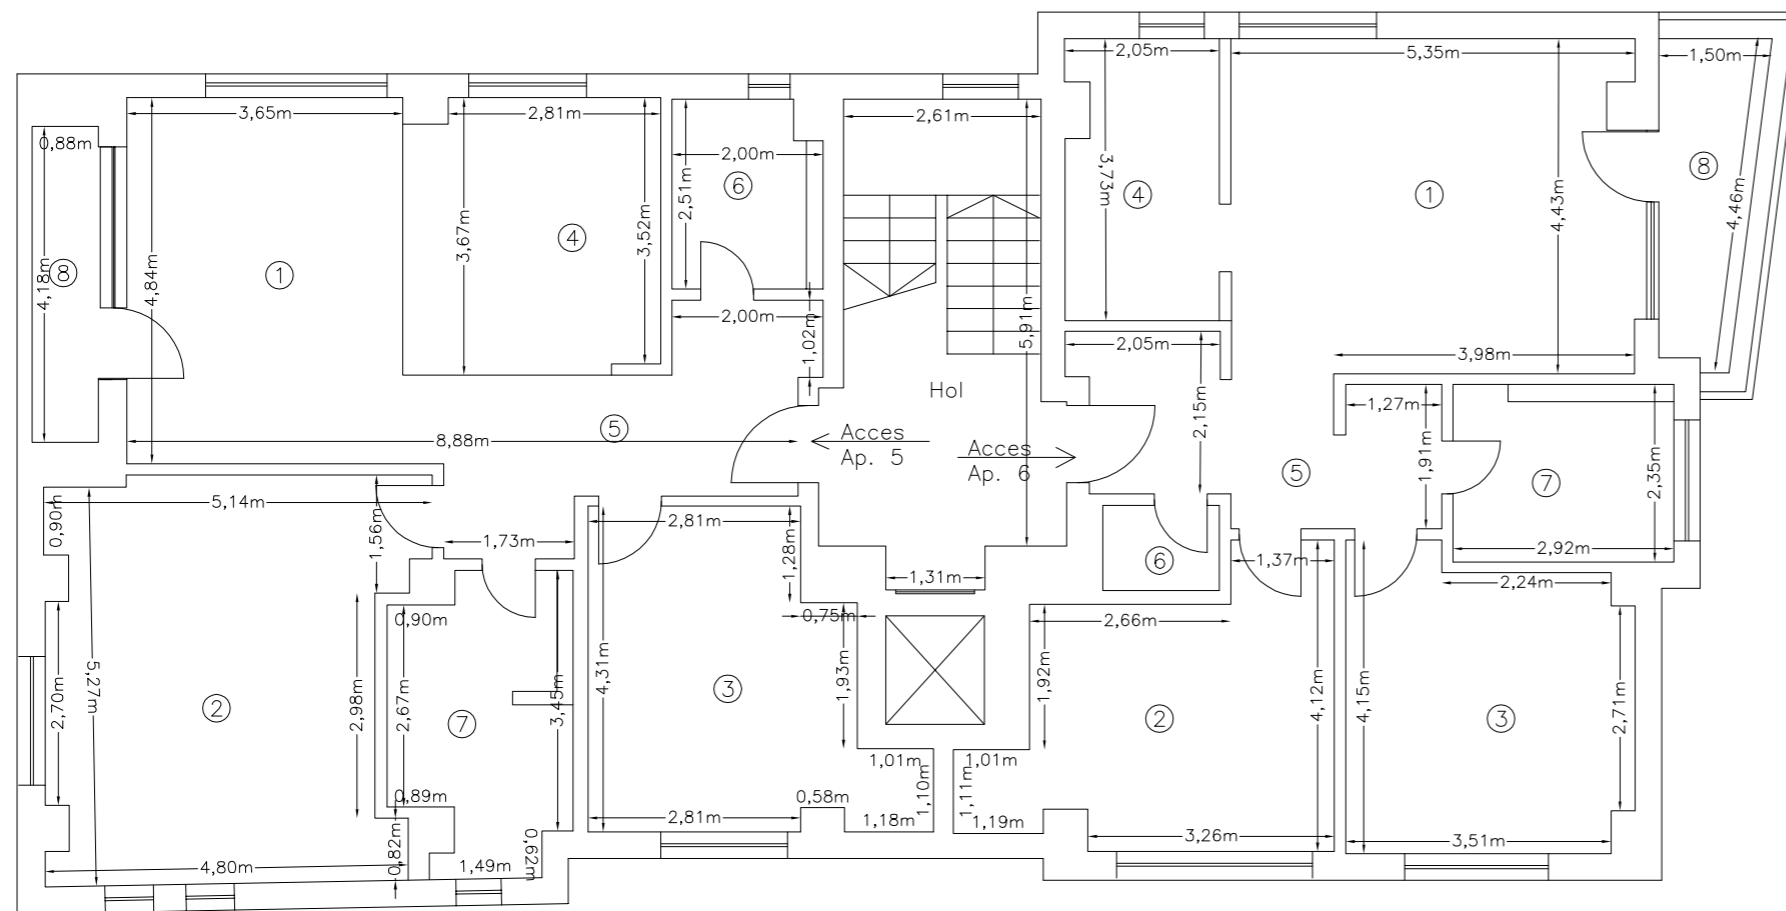 2,05m
5,35m
1,50m
3,65m
2,81m
2,61m
0,88m
2,00m
6
2,51m
3,73m
4
1
8
4,43m
4,46m
4,18m
8
4,84m
1
3,67m
4
3,52m
2,00m
1,02m
5,91m
2,05m
3,98m
Hol
2,15m
1,27m
8,88m
5
Acces
Ap. 5
Acces
Ap. 6
5
1,91m
7
2,35m
0,90m
5,14m
1,56m
1,73m
2,81m
1,28m
1,31m
6
1,37m
2,92m
2,24m
0,90m
0,75m
2,66m
2,70m
5,27m
2
2,98m
2,67m
7
3,45m
4,31m
3
1,93m
1,92m
2
4,12m
4,15m
3
2,71m
1,01m
1,01m
1,10m
1,11m
0,89m
0,58m
2,81m
1,18m
1,19m
3,26m
3,51m
4,80m
0,82m
1,49m
0,62m